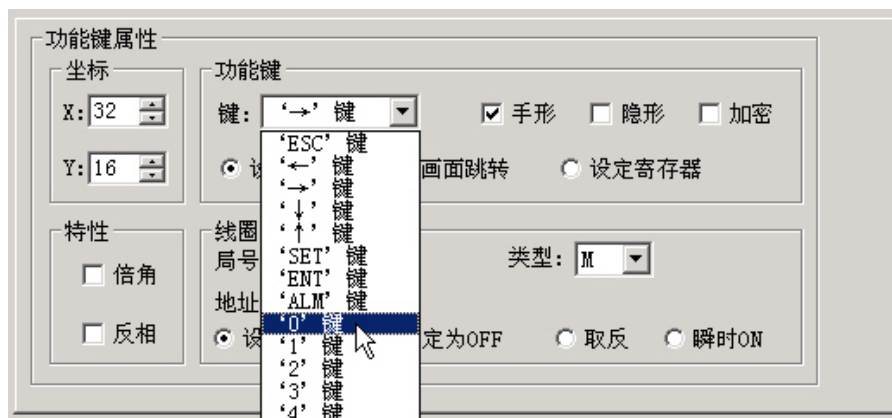 功能键属性
坐标
X: 32
Y: 16
功能键
键: ‘→’ 键
手形
隐形
加密
‘ESC’ 键
‘←’ 键
‘→’ 键
‘↓’ 键
‘↑’ 键
‘SET’ 键
‘ENT’ 键
‘ALM’ 键
‘0’ 键
‘1’ 键
‘2’ 键
‘3’ 键
‘4’ 键
画面跳转
设定寄存器
特性
倍角
反相
线圈
局号
类型: M
地址
设
定为OFF
取反
瞬时ON